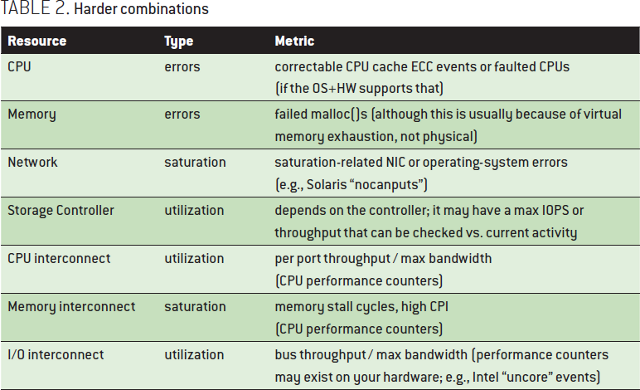 TABLE 2. Harder combinations
Resource Type Metric
CPU errors correctable CPU cache ECC events or faulted CPUs
(if the OS+HW supports that)
Memory errors failed malloc()s (although this is usually because of virtual
memory exhaustion, not physical)
Network saturation saturation-related NIC or operating-system errors
(e.g., Solaris “nocanputs”)
Storage Controller utilization depends on the controller; it may have a max IOPS or
throughput that can be checked vs. current activity
CPU interconnect utilization per port throughput / max bandwidth
(CPU performance counters)
Memory interconnect saturation memory stall cycles, high CPI
(CPU performance counters)
I/O interconnect utilization bus throughput / max bandwidth (performance counters
may exist on your hardware; e.g., Intel “uncore” events)